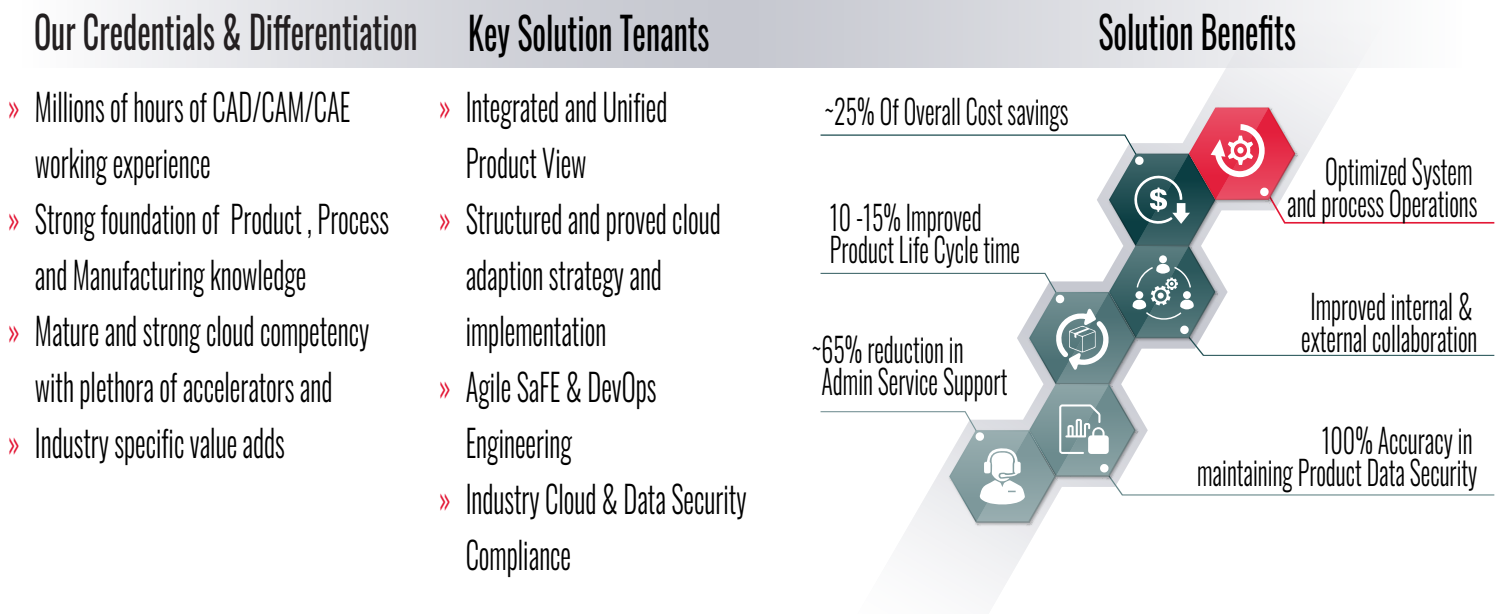 Our Credentials & Differentiation
» Millions of hours of CAD/CAM/CAE
working experience
» Strong foundation of Product , Process
and Manufacturing knowledge
» Mature and strong cloud competency
with plethora of accelerators and
» Industry specific value adds
Key Solution Tenants
» Integrated and Unified
Product View
» Structured and proved cloud
adaption strategy and
implementation
» Agile SaFE & DevOps
Engineering
» Industry Cloud & Data Security
Compliance
Solution Benefits
~25% Of Overall Cost savings
$
Optimized System
and process Operations
10 -15% Improved
Product Life Cycle time
Improved internal &
external collaboration
~65% reduction in
Admin Service Support
100% Accuracy in
maintaining Product Data Security